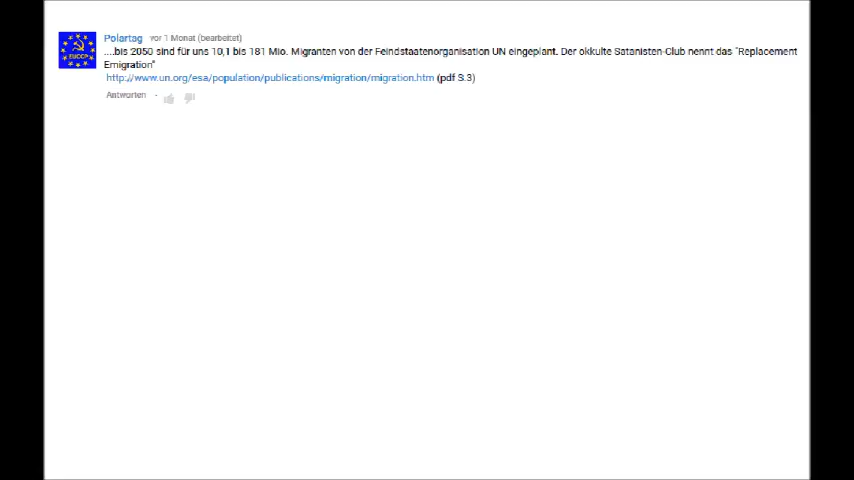 Polartag vor 1 Monat (bearbeitet)
....bis 2050 sind für uns 10,1 bis 181 Mio. Migranten von der Feindstaatenorganisation UN eingeplant. Der okkulte Satanisten-Club nennt das "Replacement
Emigration"
http://www.un.org/esa/population/publications/migration/migration.htm (pdf S.3)
Antworten
EUCCP